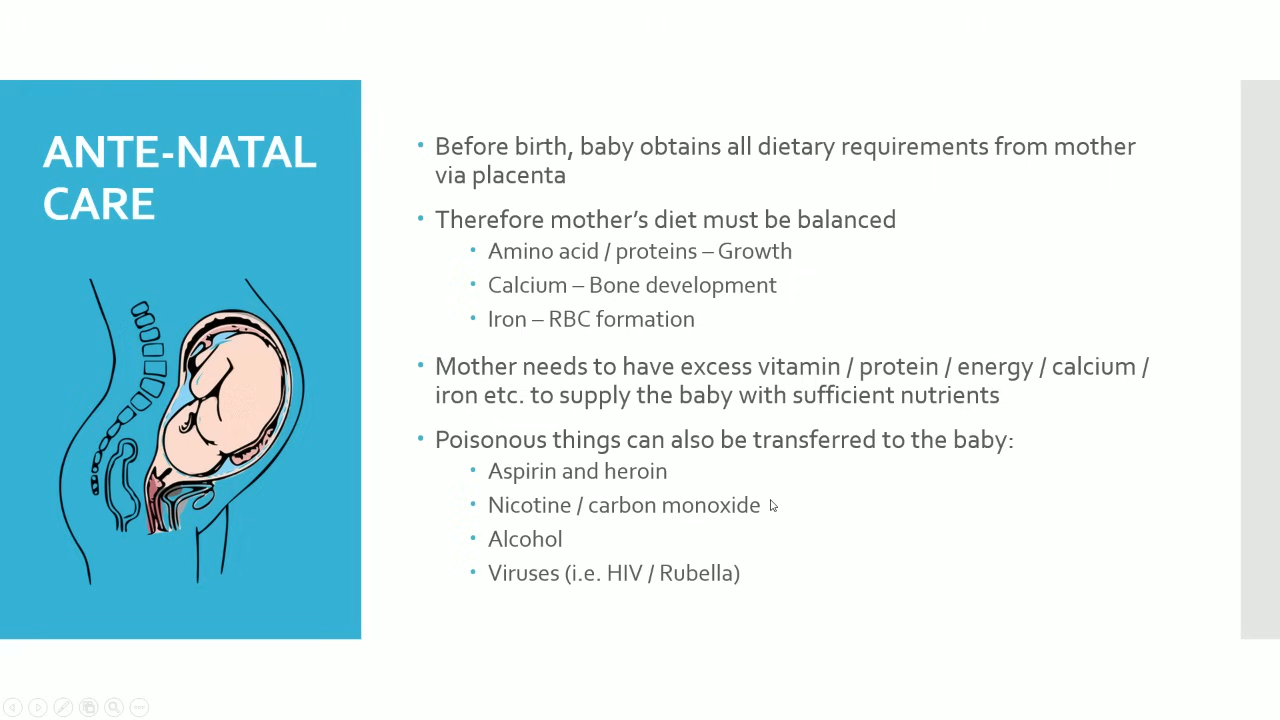 ANTE-NATAL
CARE
• Before birth, baby obtains all dietary requirements from mother
via placenta
• Therefore mother’s diet must be balanced
• Amino acid / proteins – Growth
• Calcium – Bone development
• Iron – RBC formation
• Mother needs to have excess vitamin / protein / energy / calcium /
iron etc. to supply the baby with sufficient nutrients
• Poisonous things can also be transferred to the baby:
• Aspirin and heroin
• Nicotine / carbon monoxide
• Alcohol
• Viruses (i.e. HIV / Rubella)